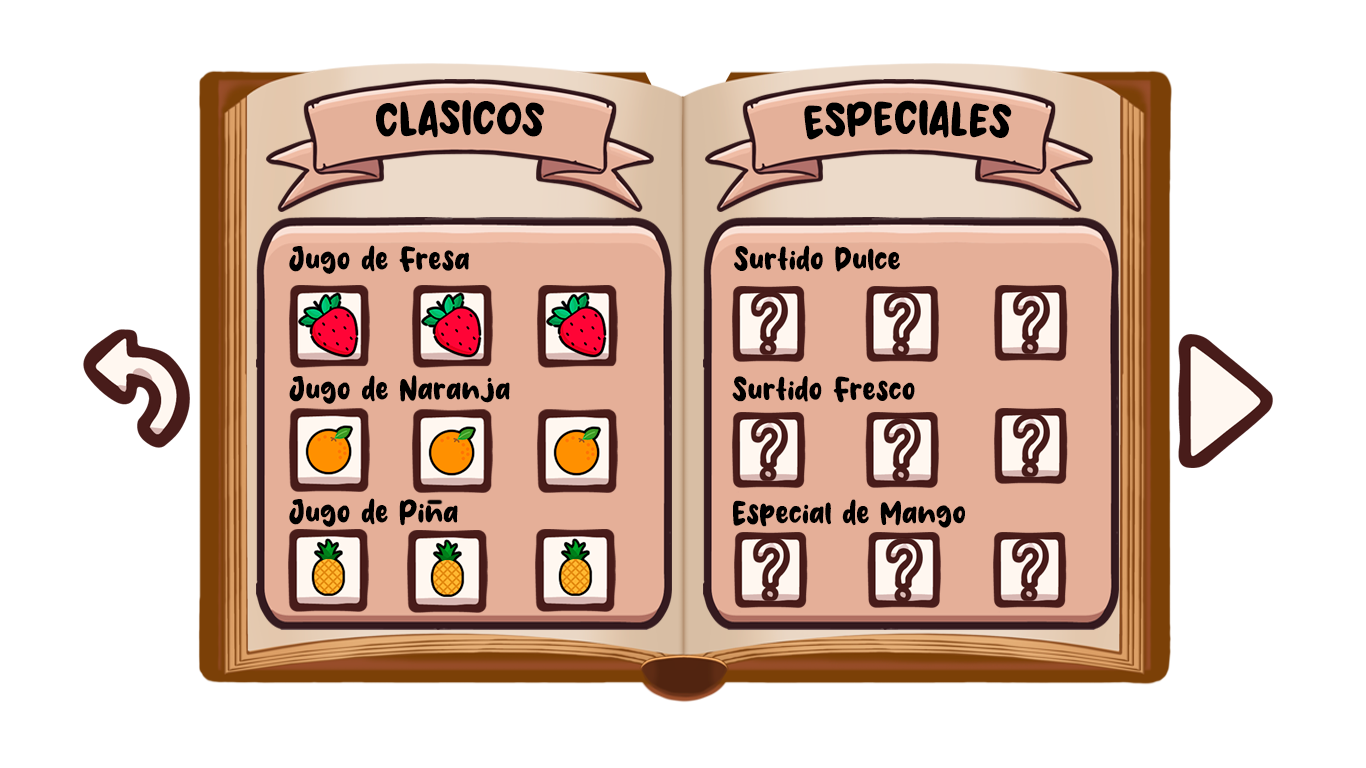 CLASICOS
Jugo de Fresa
Jugo de Naranja
Jugo de Piña
ESPECIALES
Surtido Dulce
? ? ?
Surtido Fresco
? ? ?
Especial de Mango
? ? ?